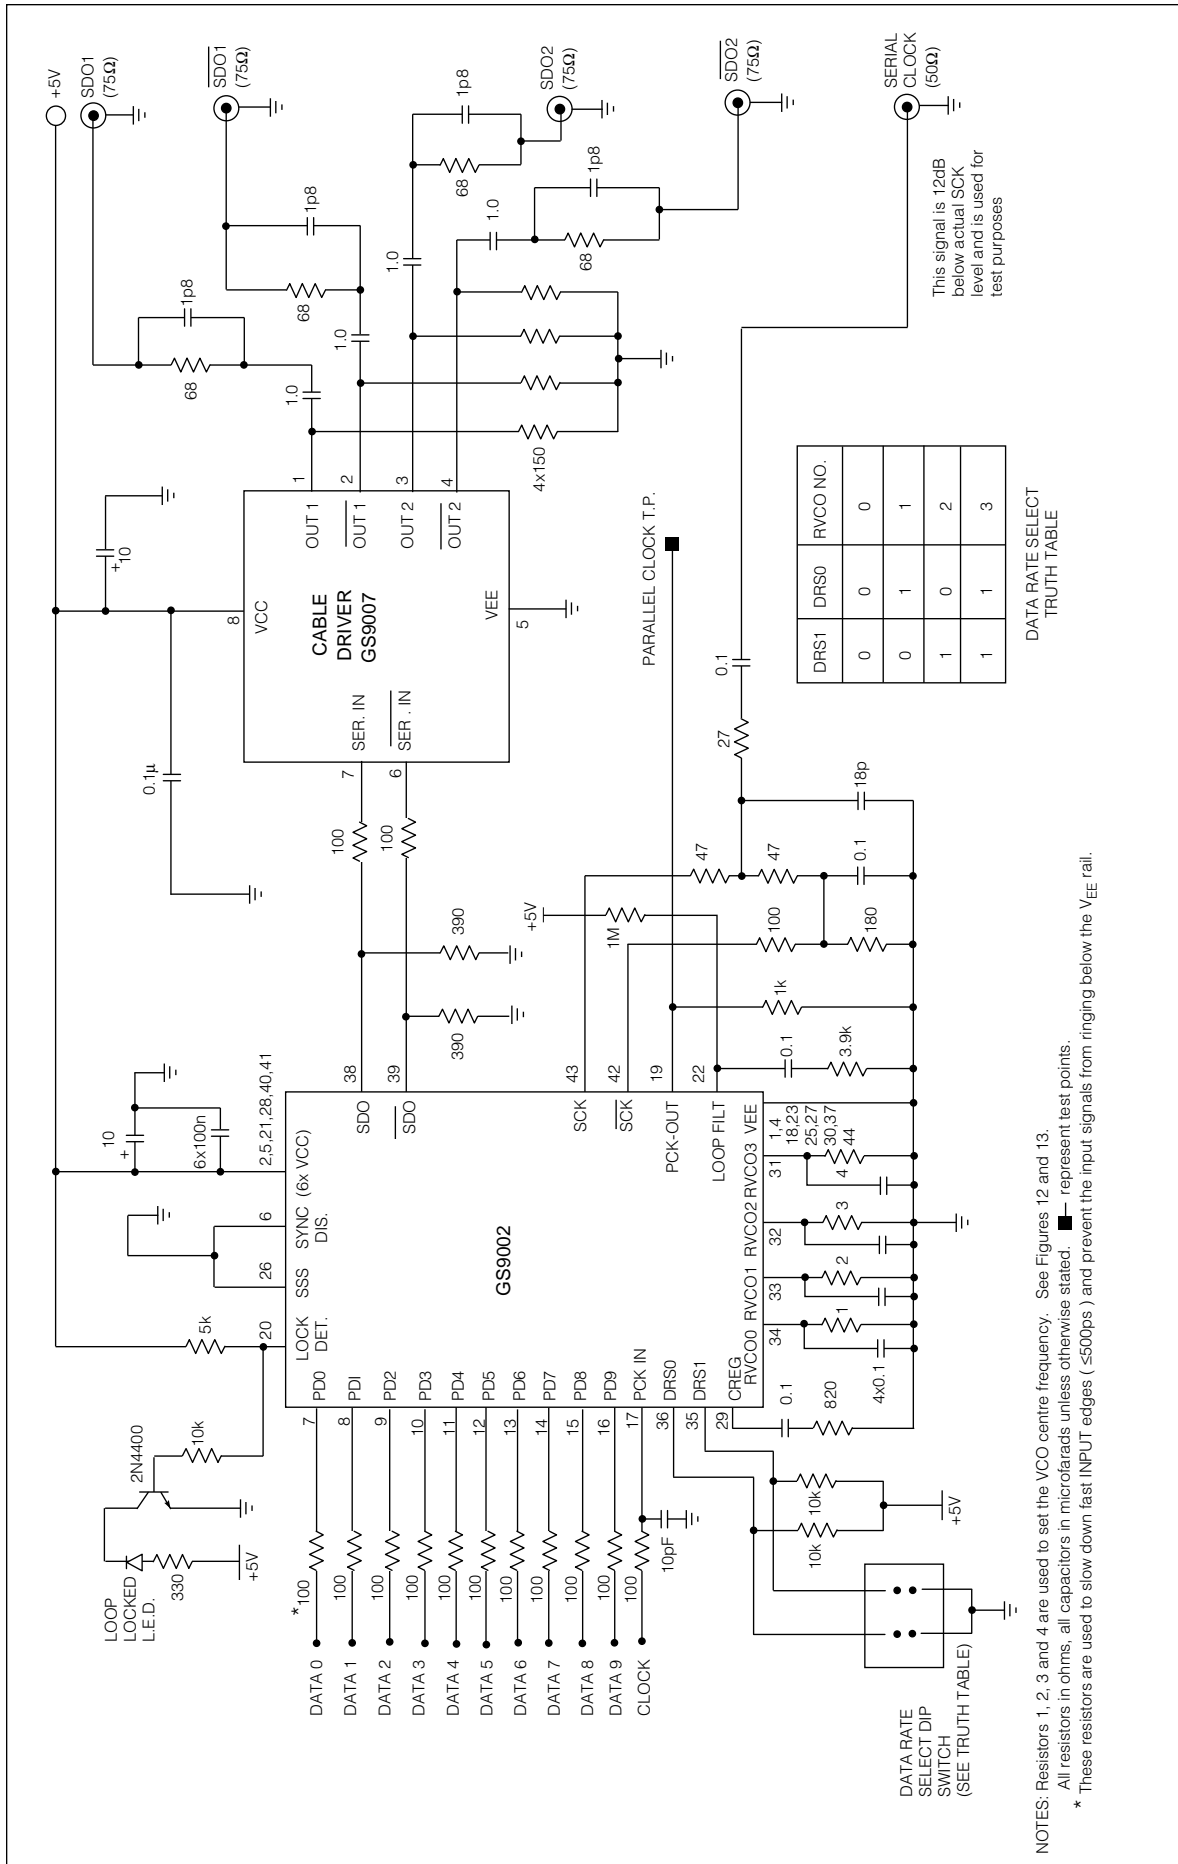 LOOP
LOCKED
L.E.D.
330
+5V
2N4400
10k
5k
+
10
6x100n
0.1µ
+
10
+5V
SDO1
(75Ω)
SDO1
(75Ω)
SDO2
(75Ω)
SDO2
(75Ω)
SERIAL
CLOCK
(50Ω)
20
26
6
2,5,21,28,40,41
LOCK
DET.
SSS
SYNC
DIS.
(6x VCC)
GS9002
DATA 0
*100
7
PD0
DATA 1
100
8
PDI
DATA 2
100
9
PD2
DATA 3
100
10
PD3
DATA 4
100
11
PD4
DATA 5
100
12
PD5
DATA 6
100
13
PD6
DATA 7
100
14
PD7
DATA 8
100
15
PD8
DATA 9
100
16
PD9
CLOCK
100
17
PCK IN
10pF
36
DRS0
35
DRS1
29
CREG
10k
10k
+5V
DATA RATE
SELECT DIP
SWITCH
(SEE TRUTH TABLE)
SDO
38
SDO
39
SCK
43
SCK
42
PCK-OUT
19
LOOP FILT
22
RVCO0
34
RVCO1
33
RVCO2
32
RVCO3
31
VEE
1,4
18,23
25,27
30,37
44
0.1
820
4x0.1
1
2
3
4
0.1
3.9k
1k
390
390
100
100
+5V
1M
100
180
47
47
0.1
18p
27
0.1
8
VCC
CABLE
DRIVER
GS9007
7
SER. IN
6
SER . IN
VEE
5
OUT 1
1
OUT 1
2
OUT 2
3
OUT 2
4
4x150
1.0
68
1p8
1.0
68
1p8
1.0
68
1p8
1.0
68
1p8
PARALLEL CLOCK T.P.
This signal is 12dB
below actual SCK
level and is used for
test purposes
DRS1 DRS0 RVCO NO.
0 0 0
0 1 1
1 0 2
1 1 3
DATA RATE SELECT
TRUTH TABLE
NOTES: Resistors 1, 2, 3 and 4 are used to set the VCO centre frequency. See Figures 12 and 13.
All resistors in ohms, all capacitors in microfarads unless otherwise stated. represent test points.
* These resistors are used to slow down fast INPUT edges ( ≤500ps ) and prevent the input signals from ringing below the VEE rail.